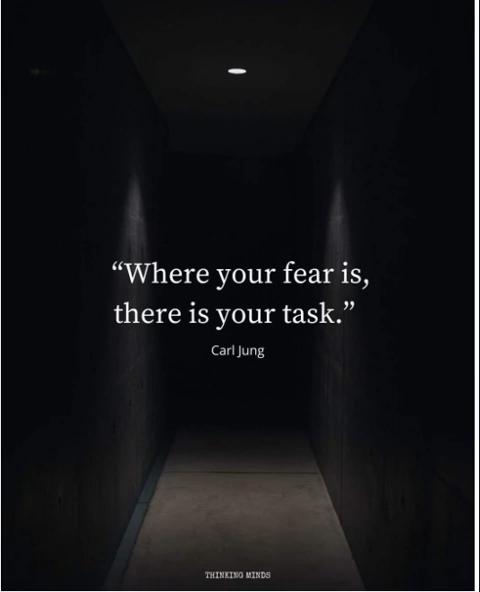 “Where your fear is,
there is your task.”
Carl Jung
THINKING MINDS